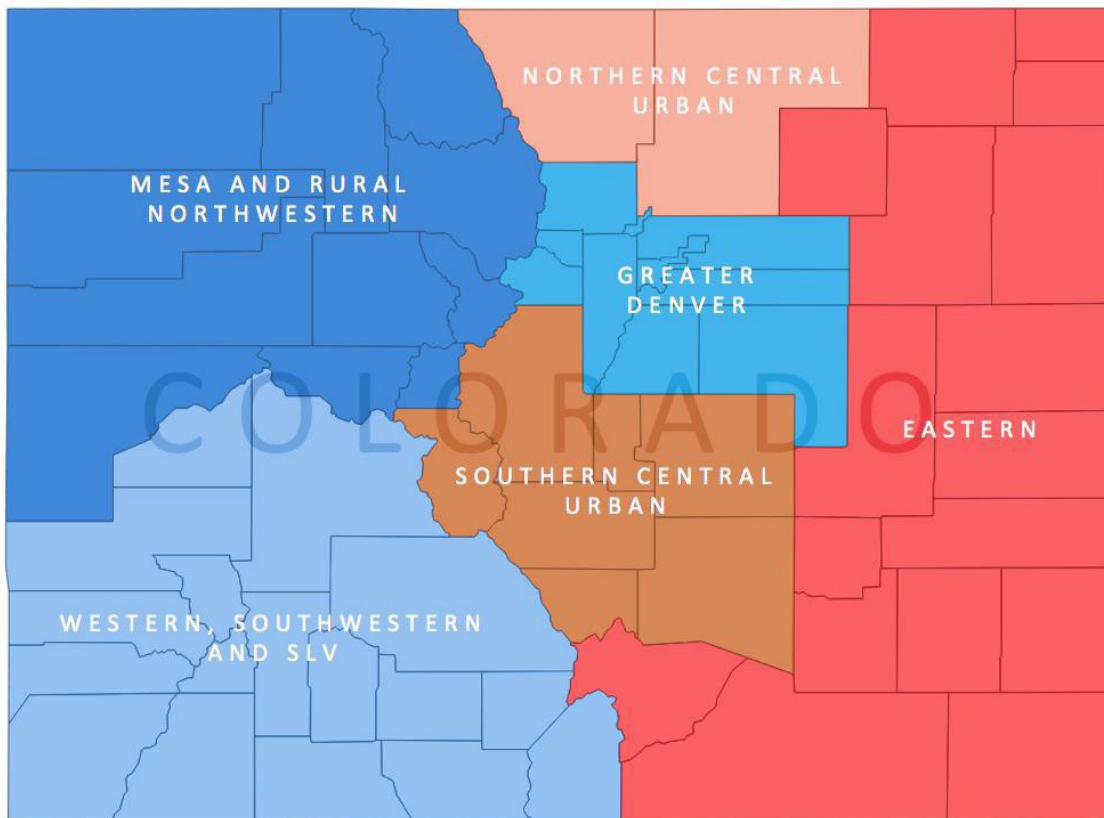 NORTHERN CENTRAL
URBAN
MESA AND RURAL
NORTHWESTERN
GREATER
DENVER
COLORADO
EASTERN
SOUTHERN CENTRAL
URBAN
WESTERN, SOUTHWESTERN
AND SLV